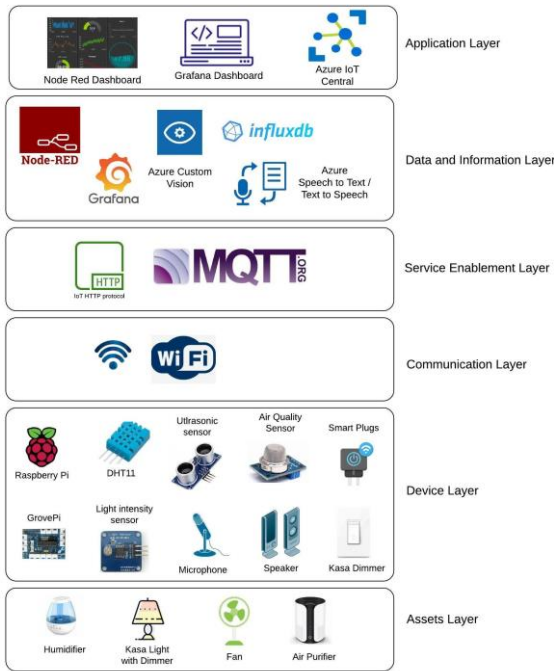 Node Red Dashboard
Grafana Dashboard
Azure IoT
Central
Application Layer
Node-RED
Grafana
Azure Custom
Vision
influxdb
Azure
Speech to Text /
Text to Speech
Data and Information Layer
HTTP
IoT HTTP protocol
MQTT
.ORG
Service Enablement Layer
Wi Fi
Communication Layer
Raspberry Pi
DHT11
Utlrasonic
sensor
Air Quality
Sensor
Smart Plugs
GrovePi
Light intensity
sensor
Microphone
Speaker
Kasa Dimmer
Device Layer
Humidifier
Kasa Light
with Dimmer
Fan
Air Purifier
Assets Layer